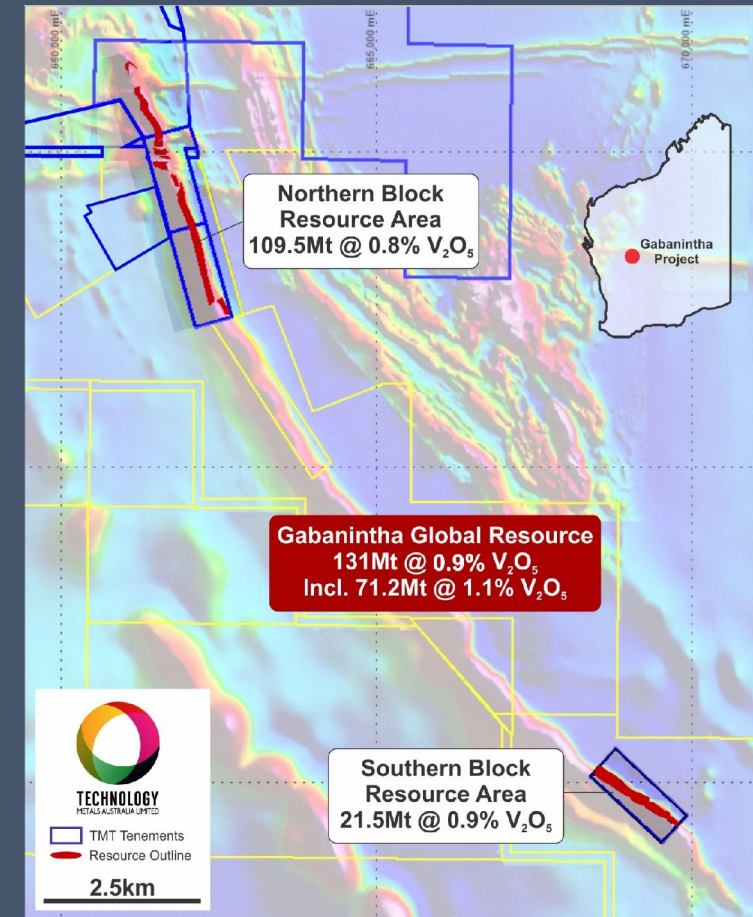 660,000 mE
665,000 mE
670,000 mE
Northern Block
Resource Area
109.5Mt @ 0.8% V₂O₅
Gabanintha
Project
Gabanintha Global Resource
131Mt @ 0.9% V₂O₅
Incl. 71.2Mt @ 1.1% V₂O₅
Southern Block
Resource Area
21.5Mt @ 0.9% V₂O₅
TECHNOLOGY
METALS AUSTRALIA LIMITED
TMT Tenements
Resource Outline
2.5km